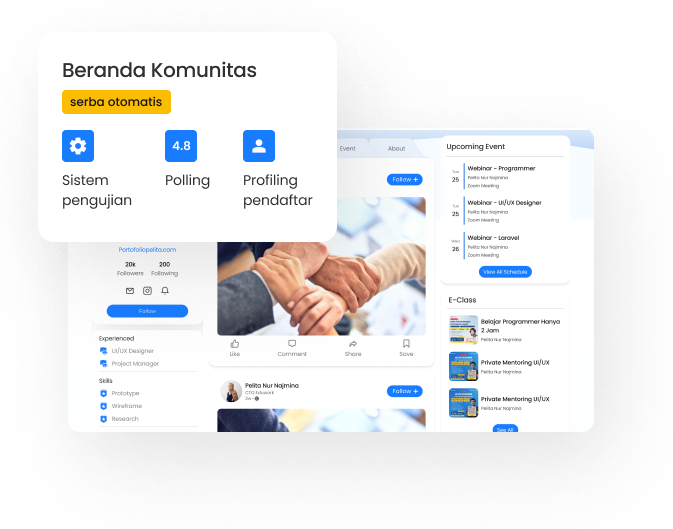 Beranda Komunitas
serba otomatis
4.8
Sistem
pengujian
Polling
Profiling
pendaftar
Event
About
Follow +
Portofoliopelita.com
20k
Followers
200
Following
Follow
Experienced
UI/UX Designer
Project Manager
Skills
Prototype
Wireframe
Research
Like
Comment
Share
Save
Pelita Nur Najmina
CTO Eduwork
Follow +
Upcoming Event
Tue
25
Webinar - Programmer
Pelita Nur Najmina
Zoom Meeting
Tue
25
Webinar - UI/UX Designer
Pelita Nur Najmina
Zoom Meeting
Wed
26
Webinar - Laravel
Pelita Nur Najmina
Zoom Meeting
View All Schedule
E-Class
Belajar Programmer Hanya
2 Jam
Pelita Nur Najmina
Private Mentoring UI/UX
Pelita Nur Najmina
Private Mentoring UI/UX
Pelita Nur Najmina
See All